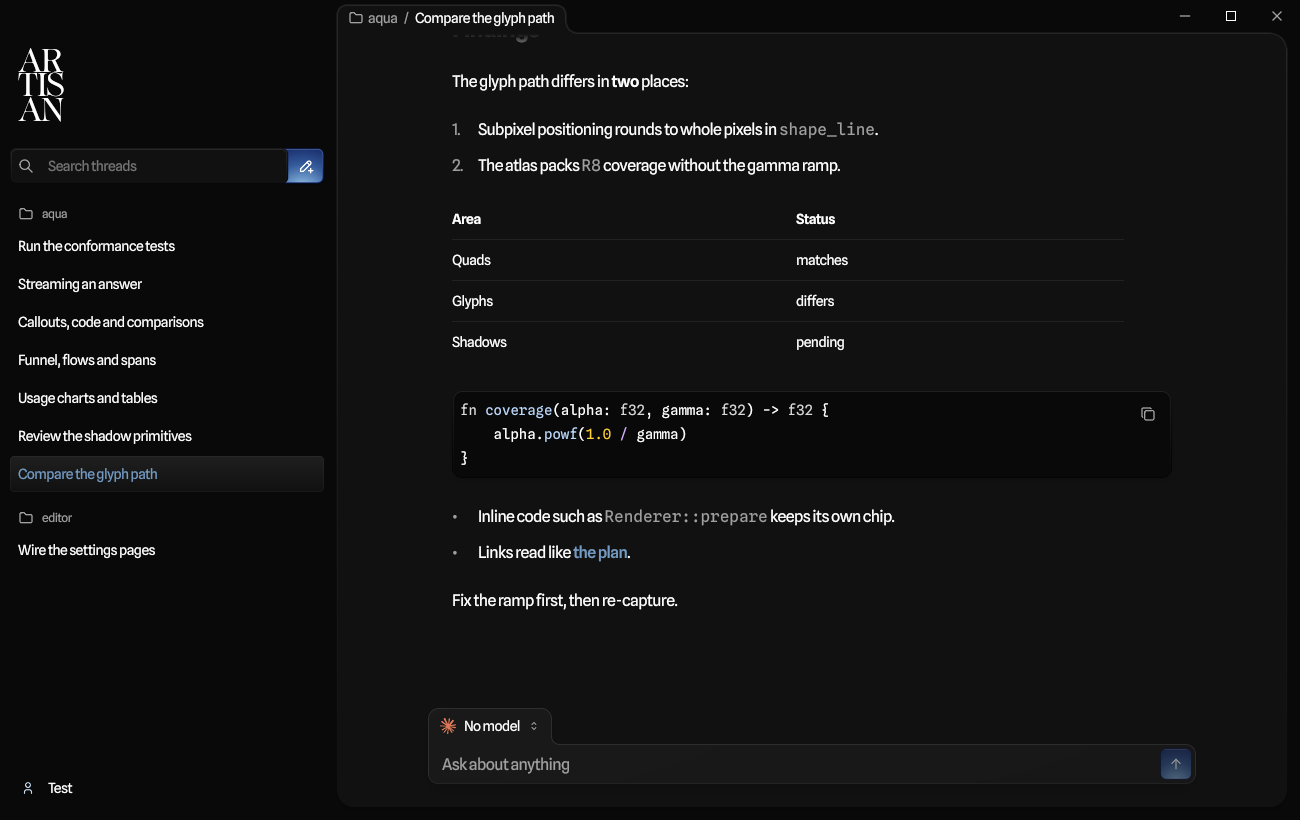 AR
TIS
AN
Search threads
aqua
Run the conformance tests
Streaming an answer
Callouts, code and comparisons
Funnel, flows and spans
Usage charts and tables
Review the shadow primitives
Compare the glyph path
editor
Wire the settings pages
Test
aqua / Compare the glyph path
The glyph path differs in two places:
1. Subpixel positioning rounds to whole pixels in shape_line.
2. The atlas packs R8 coverage without the gamma ramp.
Area Status
Quads matches
Glyphs differs
Shadows pending
fn coverage(alpha: f32, gamma: f32) -> f32 {
    alpha.powf(1.0 / gamma)
}
• Inline code such as Renderer::prepare keeps its own chip.
• Links read like the plan.
Fix the ramp first, then re-capture.
No model
Ask about anything